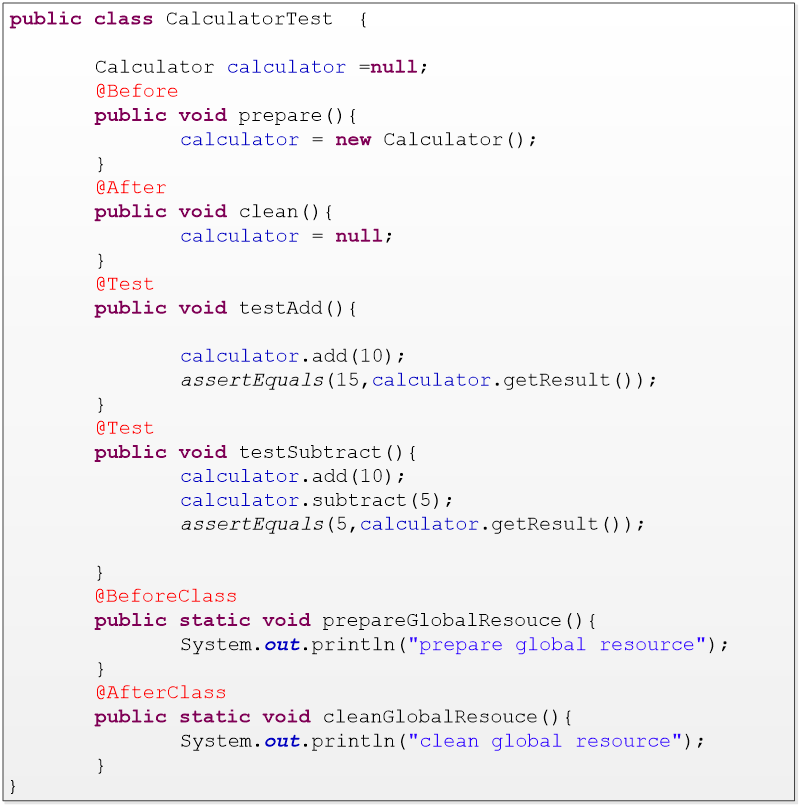 public class CalculatorTest  {
Calculator calculator =null;
@Before
public void prepare(){
calculator = new Calculator();
}
@After
public void clean(){
calculator = null;
}
@Test
public void testAdd(){
calculator.add(10);
assertEquals(15,calculator.getResult());
}
@Test
public void testSubtract(){
calculator.add(10);
calculator.subtract(5);
assertEquals(5,calculator.getResult());
}
@BeforeClass
public static void prepareGlobalResouce(){
System.out.println("prepare global resource");
}
@AfterClass
public static void cleanGlobalResouce(){
System.out.println("clean global resource");
}
}